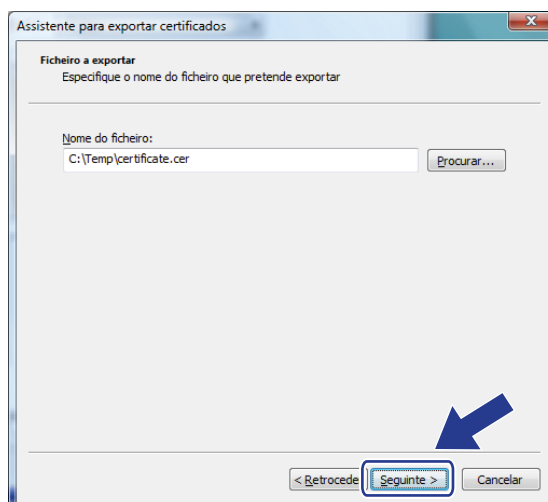 Assistente para exportar certificados
Ficheiro a exportar
Especifique o nome do ficheiro que pretende exportar
Nome do ficheiro:
C:\Temp\certificate.cer
Procurar...
< Retrocede
Seguinte >
Cancelar